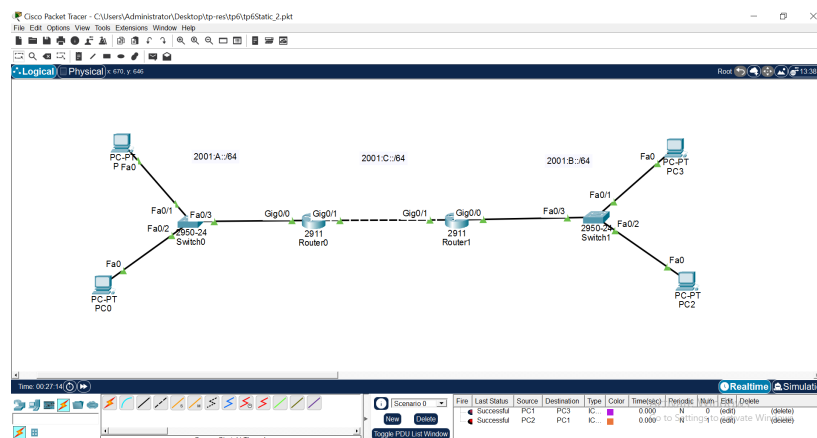 Cisco Packet Tracer - C:\Users\Administrator\Desktop\tp-res\tp6\tp6Static_2.pkt
File Edit Options View Tools Extensions Window Help
Logical Physical x: 670, y: 646 Root 13:38
2001:A::/64 2001:C::/64 2001:B::/64
PC-PT
P Fa0
Fa0 PC-PT
PC3
Fa0/1 Fa0/3 Gig0/0 Gig0/1 Gig0/1 Gig0/0 Fa0/3 Fa0/1
Fa0/2 2950-24
Switch0
2911
Router0
2911
Router1
2950-24 Fa0/2
Switch1
Fa0
PC-PT
PC0
Fa0
PC-PT
PC2
Time: 00:27:14 Realtime Simulati
Scenario 0
New Delete
Toggle PDU List Window
Fire Last Status Source Destination Type Color Time(sec) Periodic Num Edit Delete
Successful PC1 PC3 IC... 0.000 N 0 (edit) (delete)
Successful PC2 PC1 IC... 0.000 N 1 (edit) (delete)